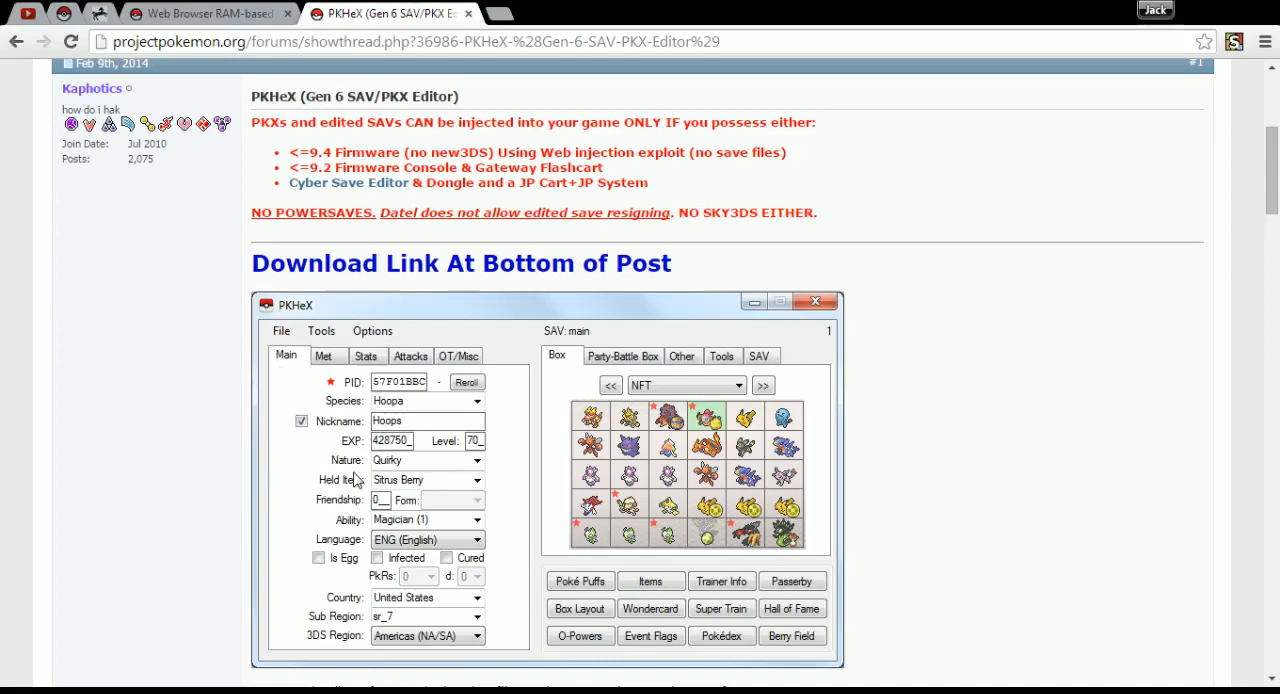 Web Browser RAM-based
PKHeX (Gen 6 SAV/PKX Ec
Jack
projectpokemon.org/forums/showthread.php?36986-PKHeX-%28Gen-6-SAV-PKX-Editor%29
Feb 9th, 2014
#1
Kaphotics
how do i hak
Join Date: Jul 2010
Posts: 2,075
PKHeX (Gen 6 SAV/PKX Editor)
PKXs and edited SAVs CAN be injected into your game ONLY IF you possess either:
<=9.4 Firmware (no new3DS) Using Web injection exploit (no save files)
<=9.2 Firmware Console & Gateway Flashcart
Cyber Save Editor & Dongle and a JP Cart+JP System
NO POWERSAVES. Datel does not allow edited save resigning. NO SKY3DS EITHER.
Download Link At Bottom of Post
PKHeX
File Tools Options
SAV: main 1
Main Met Stats Attacks OT/Misc
Box Party-Battle Box Other Tools SAV
PID: 57F01BBC - Reroll
<< NFT >>
Species: Hoopa
Nickname: Hoops
EXP: 428750_ Level: 70_
Nature: Quirky
Held Item: Sitrus Berry
Friendship: 0__ Form:
Ability: Magician (1)
Language: ENG (English)
Is Egg Infected Cured
PkRs: 0 d: 0
Country: United States
Sub Region: sr_7
3DS Region: Americas (NA/SA)
Poké Puffs Items Trainer Info Passerby
Box Layout Wondercard Super Train Hall of Fame
O-Powers Event Flags Pokédex Berry Field